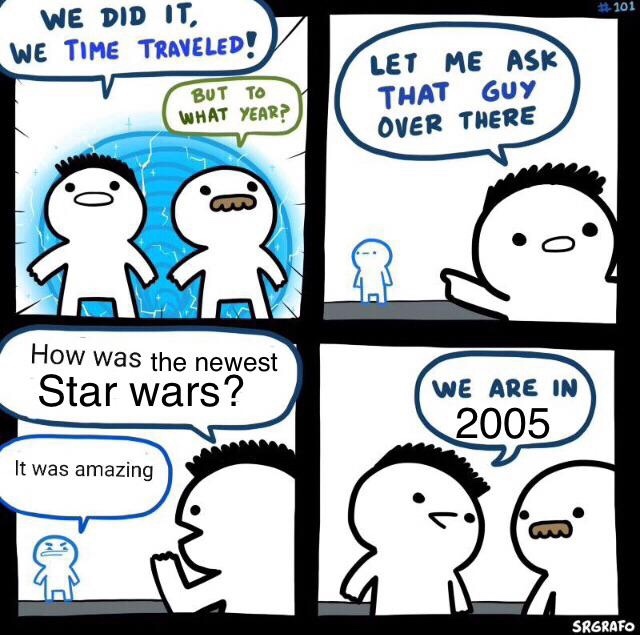 #101
WE DID IT,
WE TIME TRAVELED!
BUT TO
WHAT YEAR?
LET ME ASK
THAT GUY
OVER THERE
How was the newest
Star wars?
It was amazing
WE ARE IN
2005
SRGRAFO